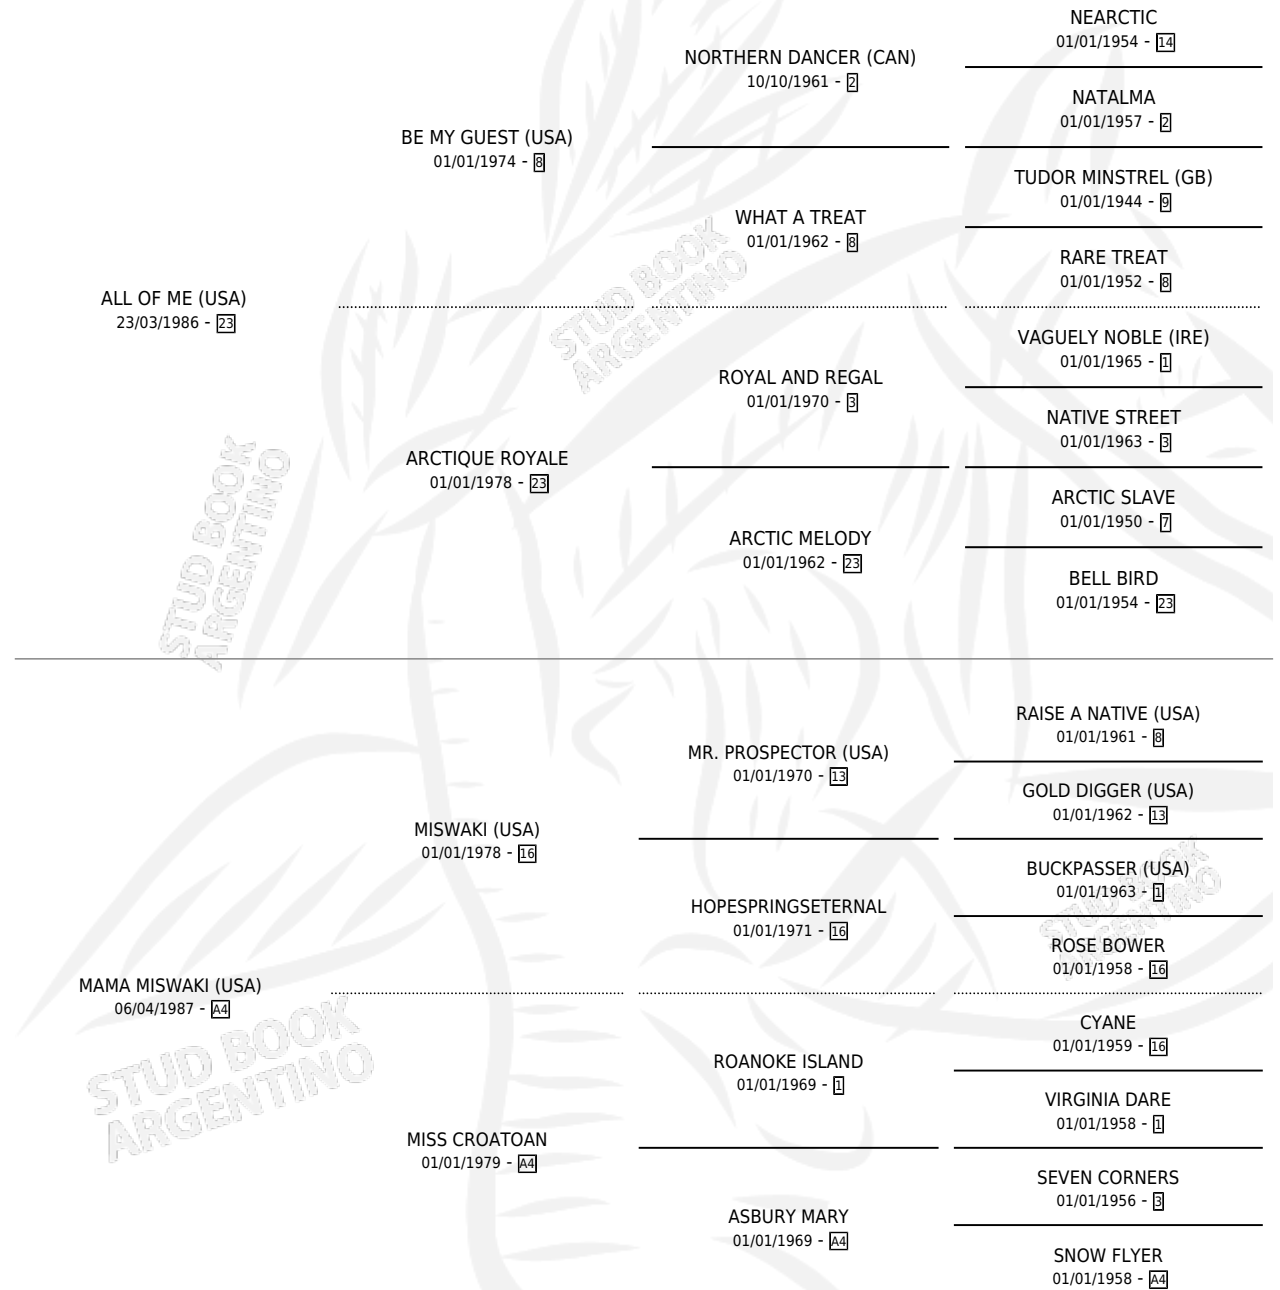 NEARCTIC
01/01/1954 - 14
NORTHERN DANCER (CAN)
10/10/1961 - 2
NATALMA
01/01/1957 - 2
BE MY GUEST (USA)
01/01/1974 - 8
TUDOR MINSTREL (GB)
01/01/1944 - 9
WHAT A TREAT
01/01/1962 - 8
RARE TREAT
01/01/1952 - 8
ALL OF ME (USA)
23/03/1986 - 23
STUD BOOK
ARGENTINO
VAGUELY NOBLE (IRE)
01/01/1965 - 1
ROYAL AND REGAL
01/01/1970 - 3
NATIVE STREET
01/01/1963 - 3
ARCTIQUE ROYALE
01/01/1978 - 23
ARCTIC SLAVE
01/01/1950 - 7
ARCTIC MELODY
01/01/1962 - 23
BELL BIRD
01/01/1954 - 23
STUD BOOK
ARGENTINO
RAISE A NATIVE (USA)
01/01/1961 - 8
MR. PROSPECTOR (USA)
01/01/1970 - 13
GOLD DIGGER (USA)
01/01/1962 - 13
MISWAKI (USA)
01/01/1978 - 16
BUCKPASSER (USA)
01/01/1963 - 1
HOPESPRINGSETERNAL
01/01/1971 - 16
STUD BOOK
ARGENTINO
ROSE BOWER
01/01/1958 - 16
MAMA MISWAKI (USA)
06/04/1987 - A4
CYANE
01/01/1959 - 16
STUD BOOK
ARGENTINO
ROANOKE ISLAND
01/01/1969 - 1
VIRGINIA DARE
01/01/1958 - 1
MISS CROATOAN
01/01/1979 - A4
SEVEN CORNERS
01/01/1956 - 3
ASBURY MARY
01/01/1969 - A4
SNOW FLYER
01/01/1958 - A4